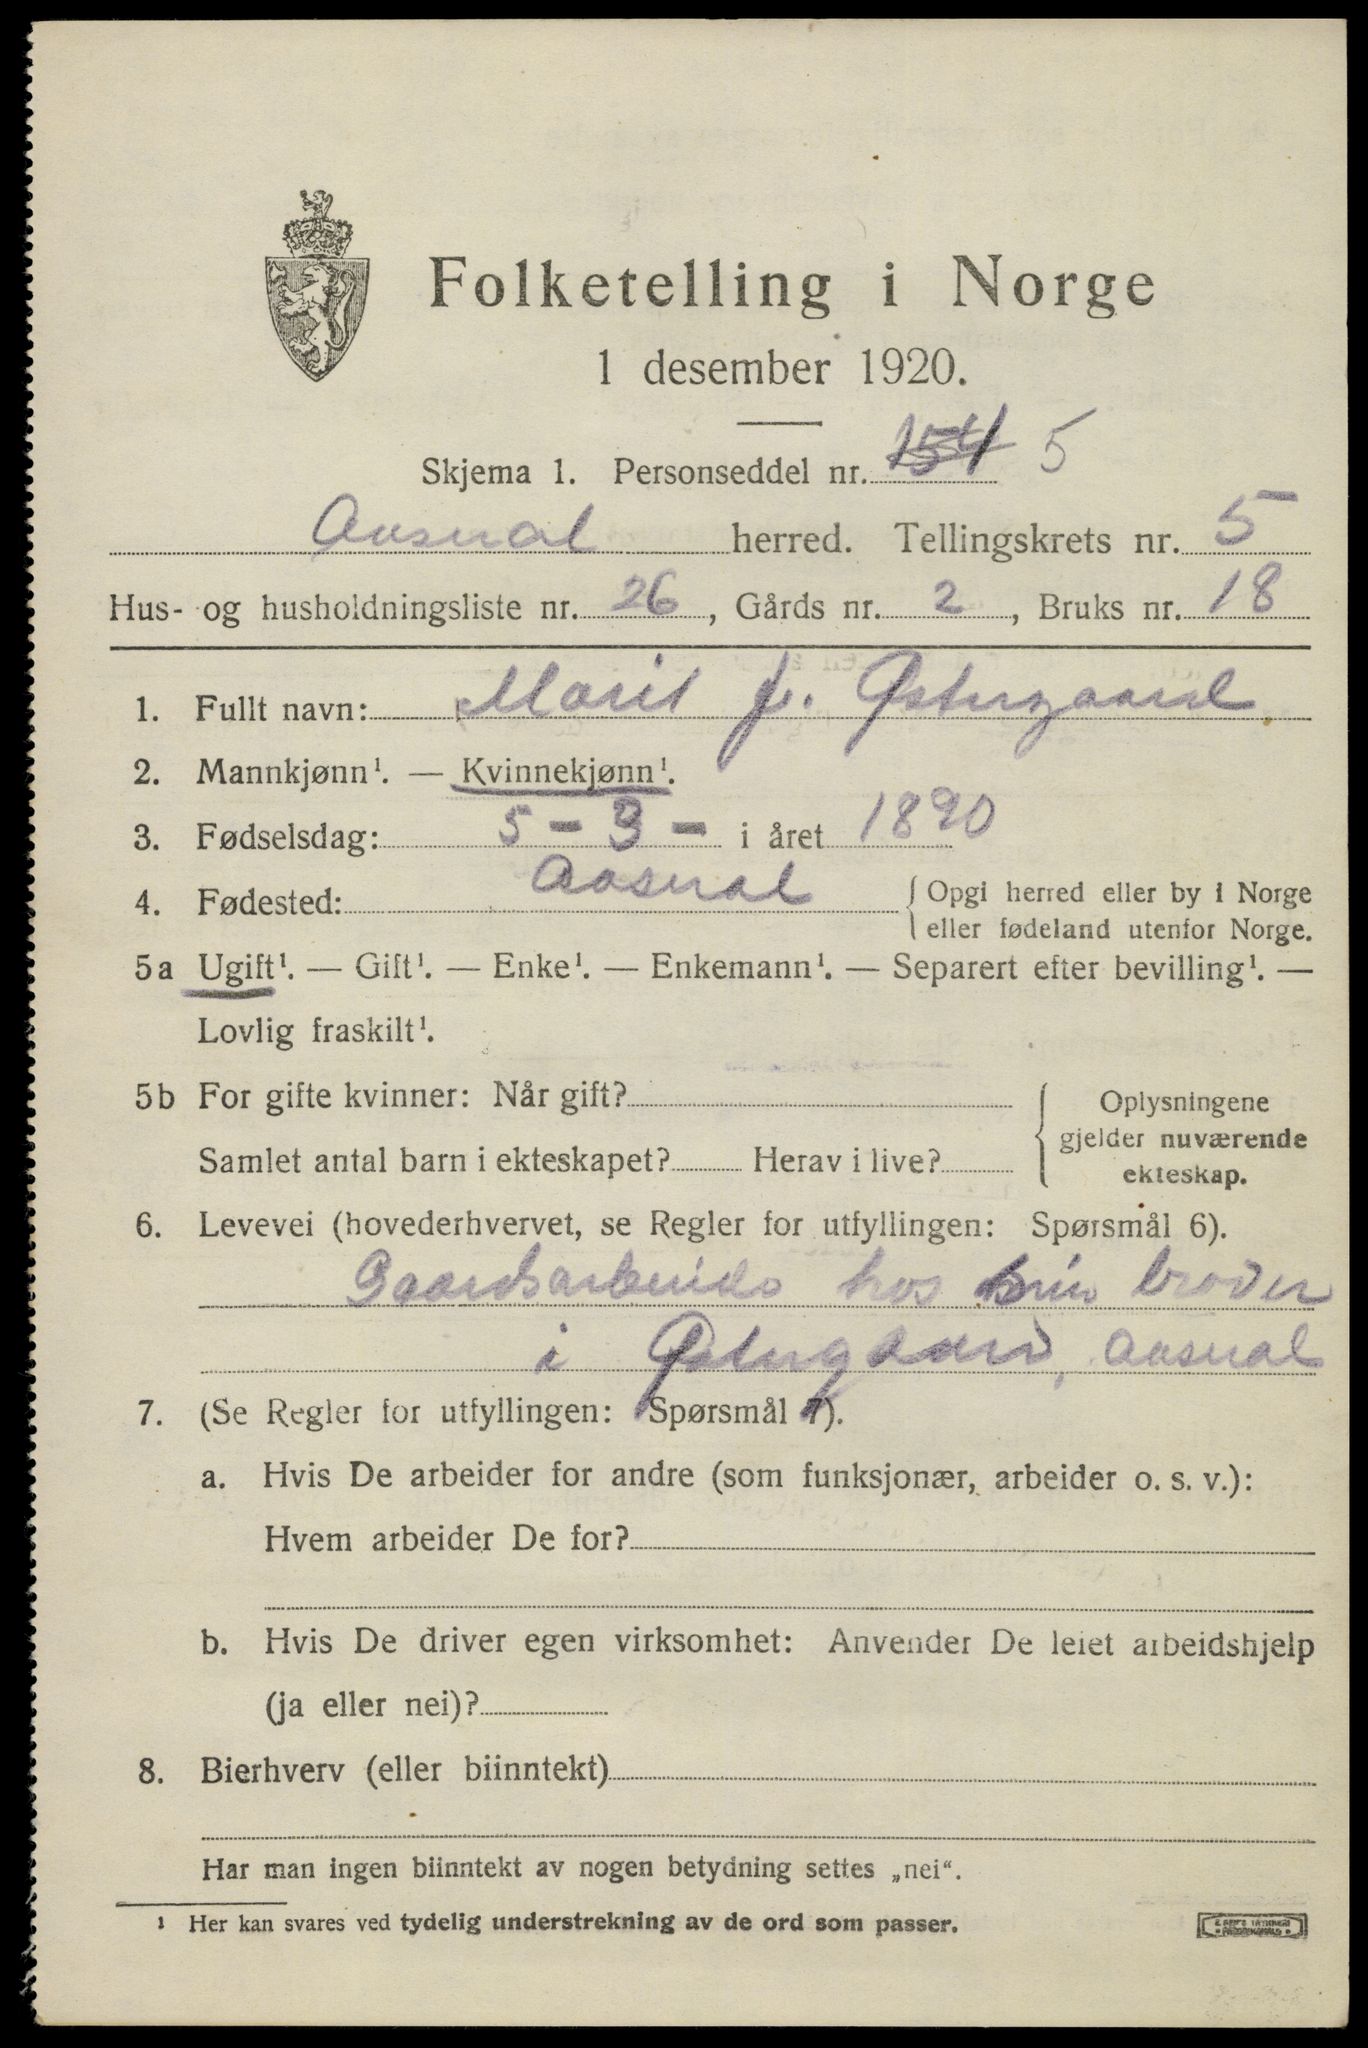 Folketelling i Norge
1 desember 1920.
Skjema 1. Personseddel nr. 154 5
Aasnal herred. Tellingskrets nr. 5
Hus- og husholdningsliste nr. 26, Gårds nr. 2, Bruks nr. 18
1. Fullt navn: Marit J. Østergaard
2. Mannkjønn¹. — Kvinnekjønn¹.
3. Fødselsdag: 5 - 3 - i året 1890
4. Fødested: Aasnal { Opgi herred eller by i Norge
eller fødeland utenfor Norge.
5a Ugift¹. — Gift¹. — Enke¹. — Enkemann¹. — Separert efter bevilling¹. —
Lovlig fraskilt¹.
5b For gifte kvinner: Når gift?
Samlet antal barn i ekteskapet? Herav i live?
Oplysningene
gjelder nuværende
ekteskap.
6. Levevei (hovederhvervet, se Regler for utfyllingen: Spørsmål 6).
Gaardsarbeide hos sin broder
i Østergaard, Aasnal
7. (Se Regler for utfyllingen: Spørsmål 7).
a. Hvis De arbeider for andre (som funksjonær, arbeider o. s. v.):
Hvem arbeider De for?
b. Hvis De driver egen virksomhet: Anvender De leiet arbeidshjelp
(ja eller nei)?
8. Bierhverv (eller biinntekt)
Har man ingen biinntekt av nogen betydning settes „nei“.
¹ Her kan svares ved tydelig understrekning av de ord som passer.